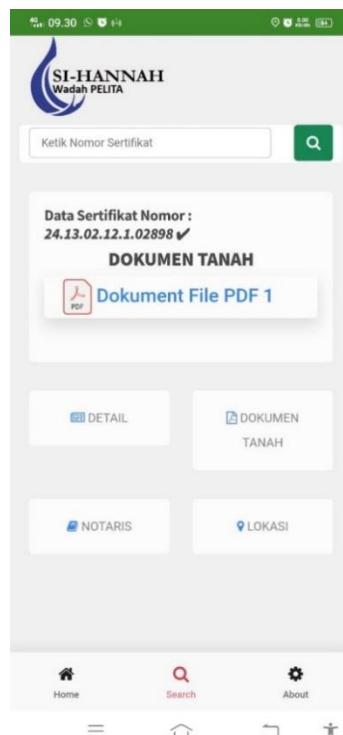 09.30
SI-HANNAH
Wadah PELITA
Ketik Nomor Sertifikat
Data Sertifikat Nomor :
24.13.02.12.1.02898 ✔
DOKUMEN TANAH
PDF
Dokument File PDF 1
DETAIL
DOKUMEN
TANAH
NOTARIS
LOKASI
Home
Search
About